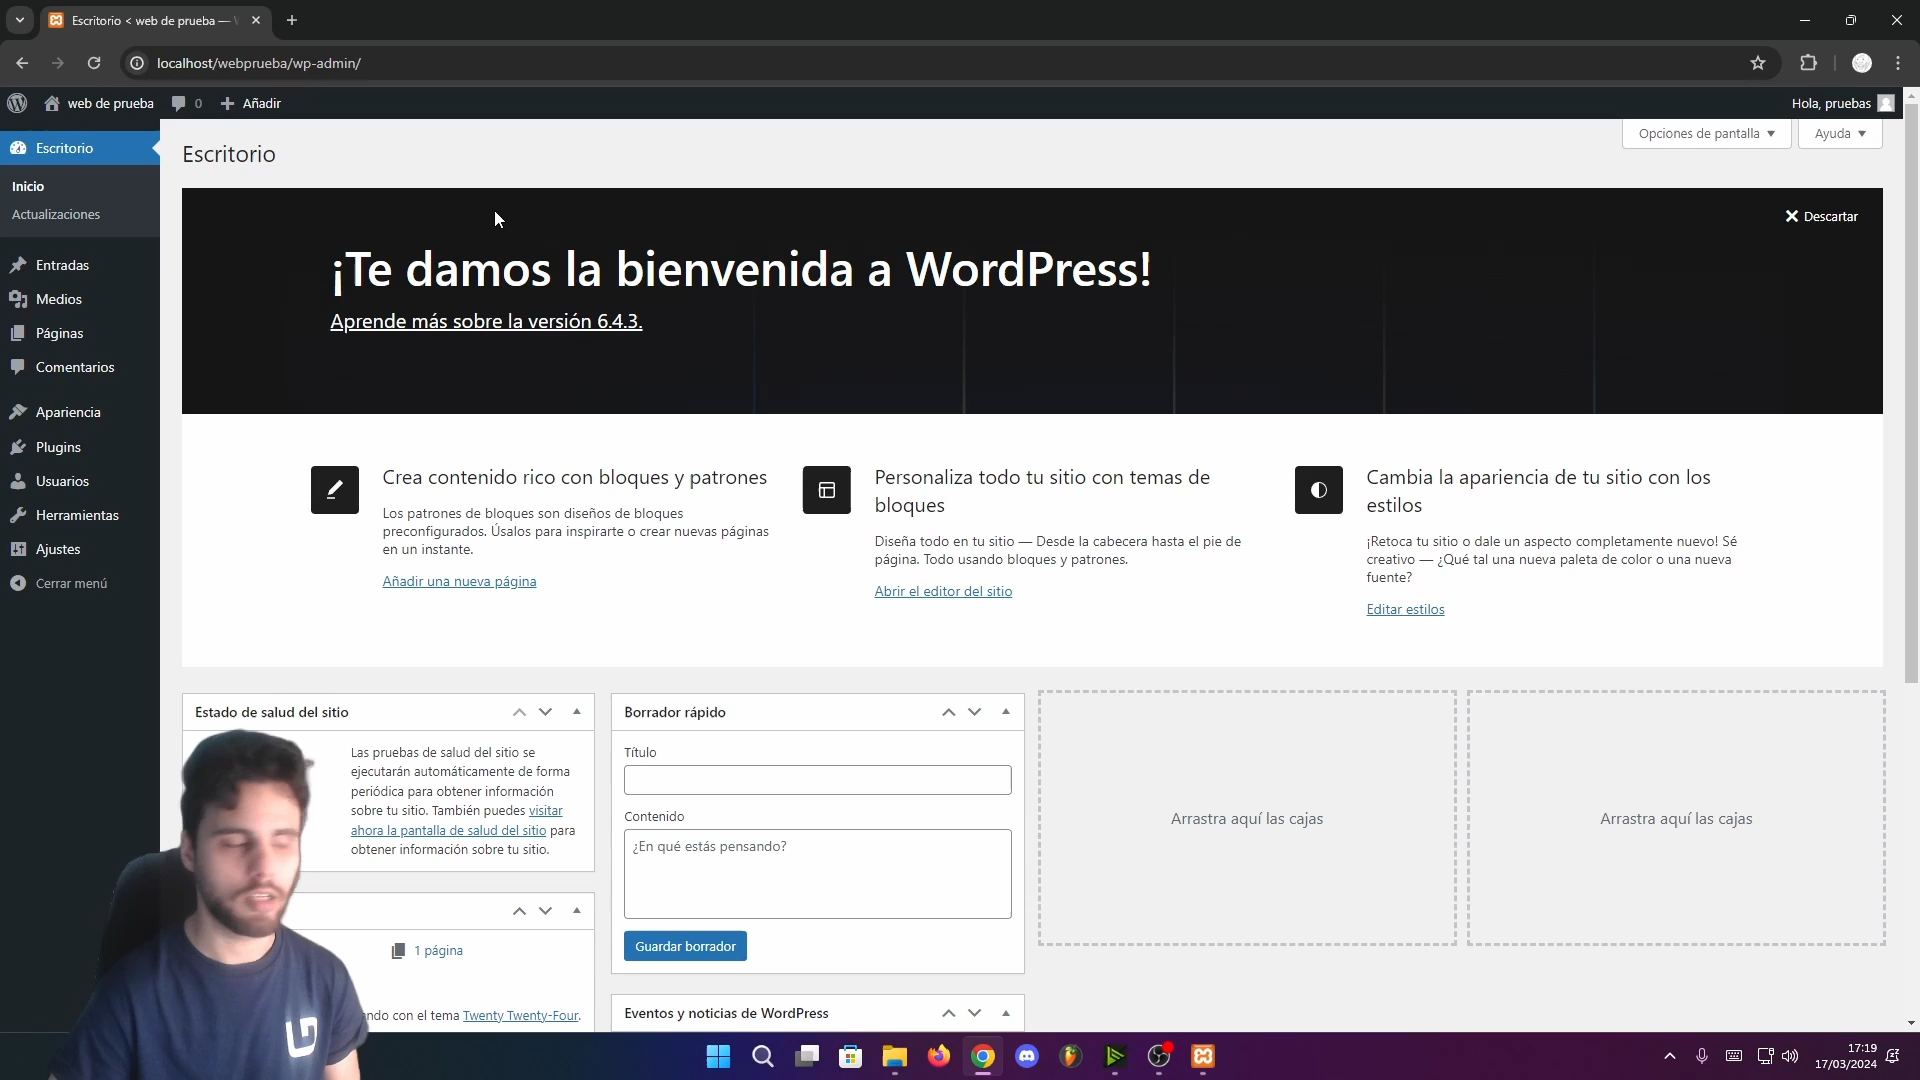 Escritorio < web de prueba —
localhost/webprueba/wp-admin/
web de prueba
0
Añadir
Hola, pruebas
Escritorio
Inicio
Actualizaciones
Entradas
Medios
Páginas
Comentarios
Apariencia
Plugins
Usuarios
Herramientas
Ajustes
Cerrar menú
Opciones de pantalla
Ayuda
Escritorio
Descartar
¡Te damos la bienvenida a WordPress!
Aprende más sobre la versión 6.4.3.
Crea contenido rico con bloques y patrones
Los patrones de bloques son diseños de bloques
preconfigurados. Úsalos para inspirarte o crear nuevas páginas
en un instante.
Añadir una nueva página
Personaliza todo tu sitio con temas de
bloques
Diseña todo en tu sitio — Desde la cabecera hasta el pie de
página. Todo usando bloques y patrones.
Abrir el editor del sitio
Cambia la apariencia de tu sitio con los
estilos
¡Retoca tu sitio o dale un aspecto completamente nuevo! Sé
creativo — ¿Qué tal una nueva paleta de color o una nueva
fuente?
Editar estilos
Estado de salud del sitio
Las pruebas de salud del sitio se
ejecutarán automáticamente de forma
periódica para obtener información
sobre tu sitio. También puedes visitar
ahora la pantalla de salud del sitio para
obtener información sobre tu sitio.
1 página
ndo con el tema Twenty Twenty-Four.
Borrador rápido
Título
Contenido
¿En qué estás pensando?
Guardar borrador
Eventos y noticias de WordPress
Arrastra aquí las cajas
Arrastra aquí las cajas
17:19
17/03/2024